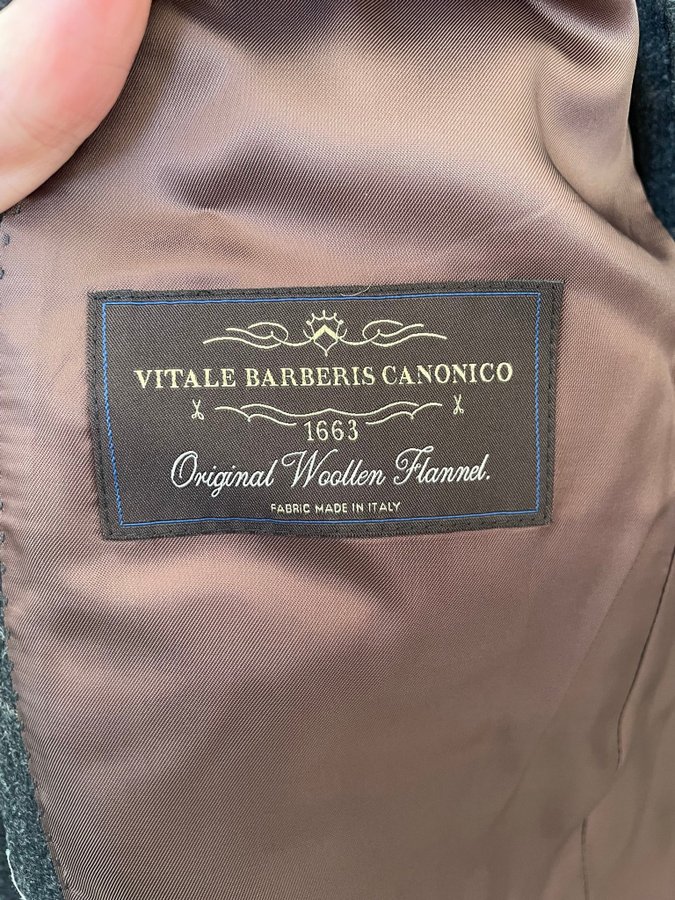 VITALE BARBERIS CANONICO
1663
Original Woollen Flannel.
FABRIC MADE IN ITALY